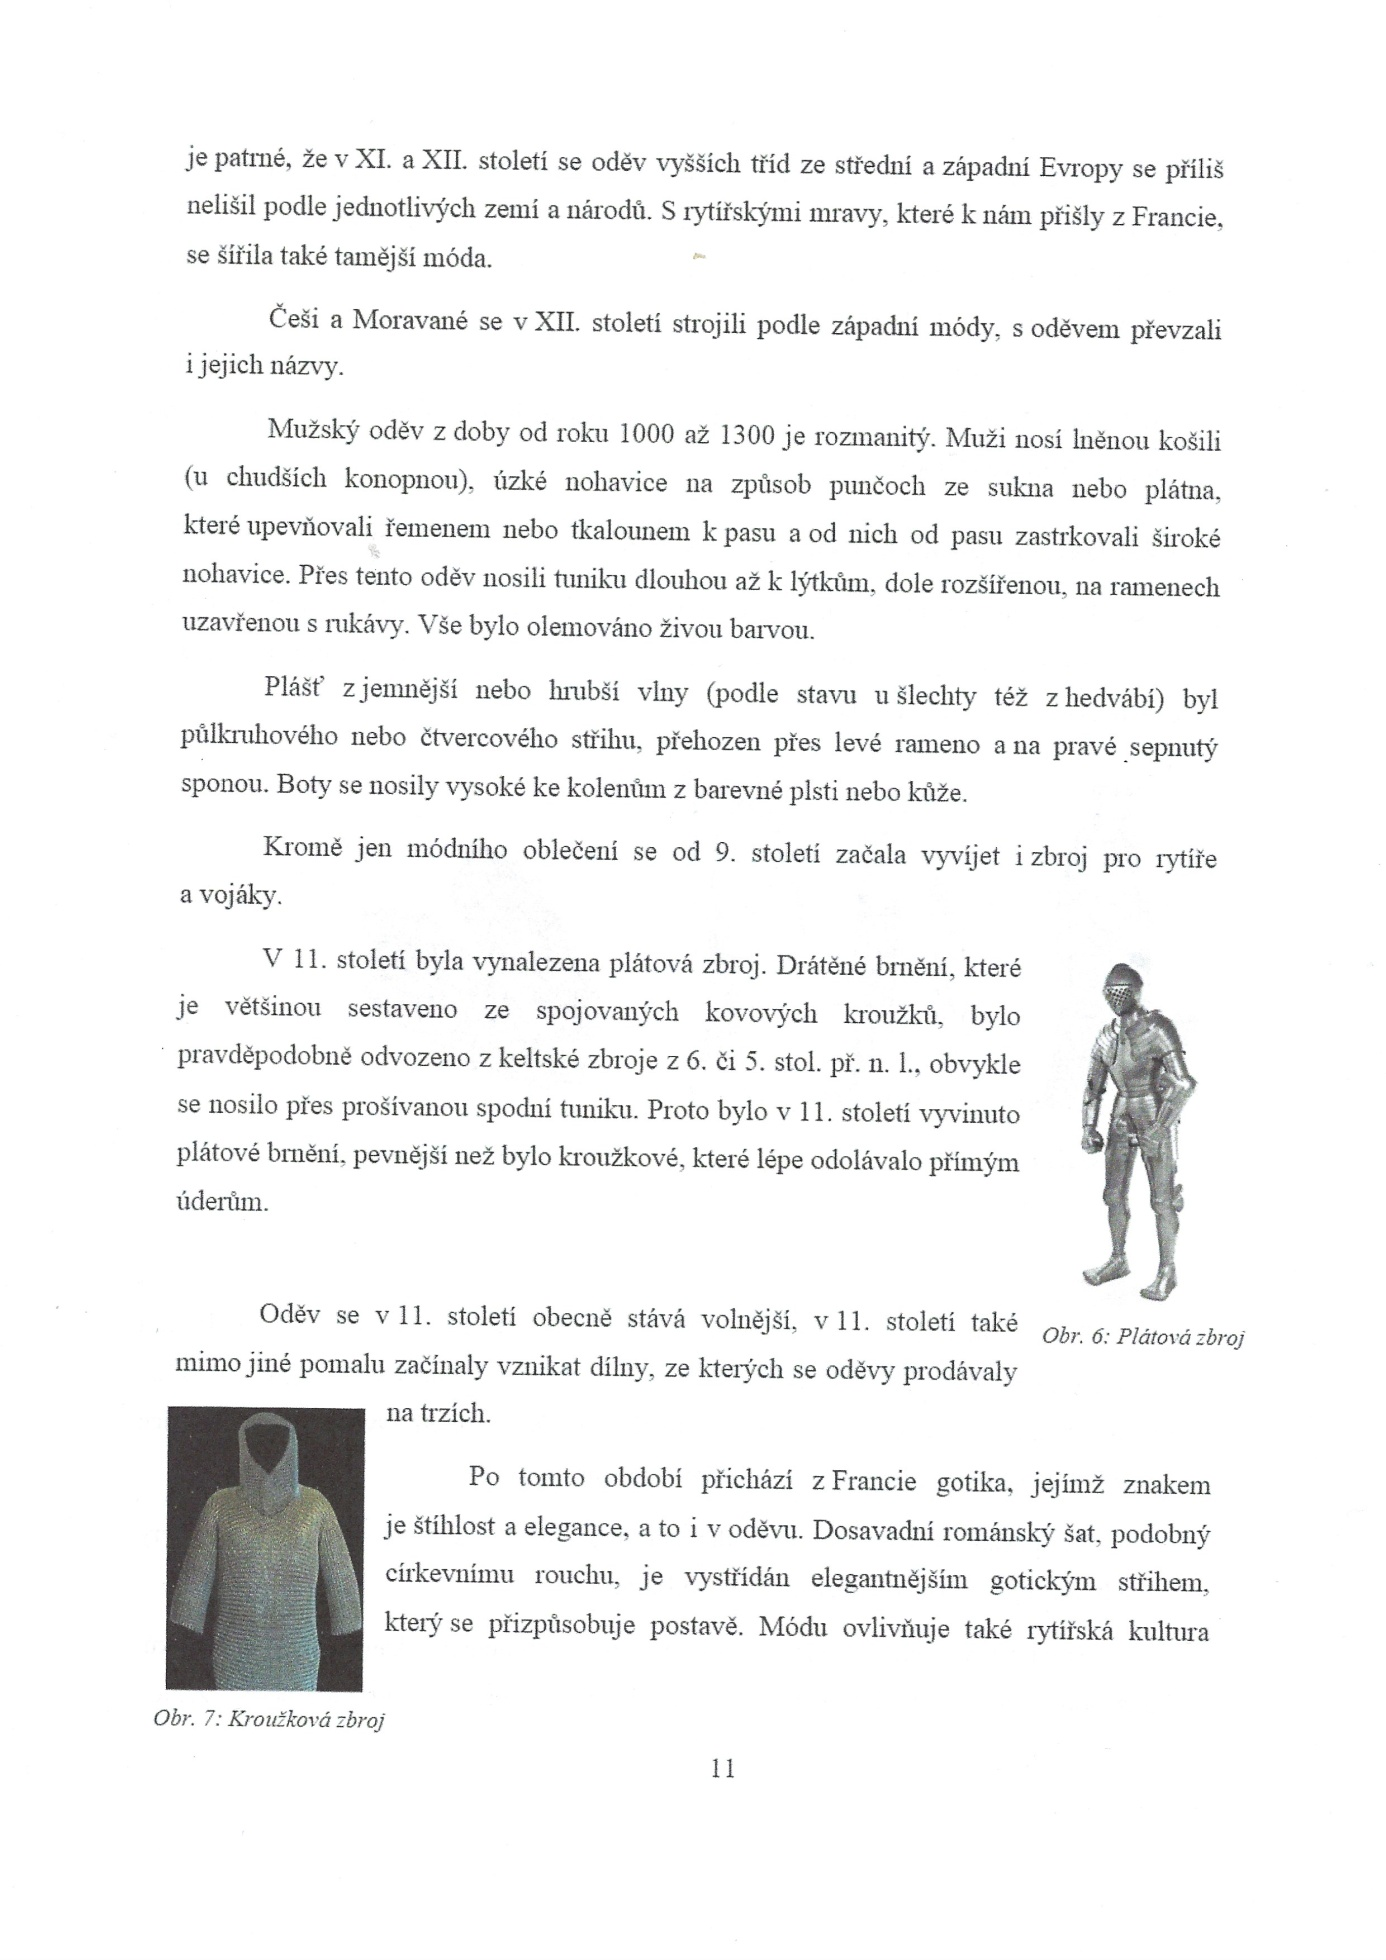 je patrné, že v XI. a XII. století se oděv vyšších tříd ze střední a západní Evropy se příliš
nelišil podle jednotlivých zemí a národů. S rytířskými mravy, které k nám přišly z Francie,
se šířila také tamější móda.
Češi a Moravané se v XII. století strojili podle západní módy, s oděvem převzali
i jejich názvy.
Mužský oděv z doby od roku 1000 až 1300 je rozmanitý. Muži nosí lněnou košili
(u chudších konopnou), úzké nohavice na způsob punčoch ze sukna nebo plátna,
které upevňovali řemenem nebo tkalounem k pasu a od nich od pasu zastrkovali široké
nohavice. Přes tento oděv nosili tuniku dlouhou až k lýtkům, dole rozšířenou, na ramenech
uzavřenou s rukávy. Vše bylo olemováno živou barvou.
Plášť z jemnější nebo hrubší vlny (podle stavu u šlechty též z hedvábí) byl
půlkruhového nebo čtvercového střihu, přehozen přes levé rameno a na pravé sepnutý
sponou. Boty se nosily vysoké ke kolenům z barevné plsti nebo kůže.
Kromě jen módního oblečení se od 9. století začala vyvíjet i zbroj pro rytíře
a vojáky.
V 11. století byla vynalezena plátová zbroj. Drátěné brnění, které
je většinou sestaveno ze spojovaných kovových kroužků, bylo
pravděpodobně odvozeno z keltské zbroje z 6. či 5. stol. př. n. l., obvykle
se nosilo přes prošívanou spodní tuniku. Proto bylo v 11. století vyvinuto
plátové brnění, pevnější než bylo kroužkové, které lépe odolávalo přímým
úderům.
Obr. 6: Plátová zbroj
Oděv se v 11. století obecně stává volnější, v 11. století také
mimo jiné pomalu začínaly vznikat dílny, ze kterých se oděvy prodávaly
na trzích.
Po tomto období přichází z Francie gotika, jejímž znakem
je štíhlost a elegance, a to i v oděvu. Dosavadní románský šat, podobný
církevnímu rouchu, je vystřídán elegantnějším gotickým střihem,
který se přizpůsobuje postavě. Módu ovlivňuje také rytířská kultura
Obr. 7: Kroužková zbroj
11